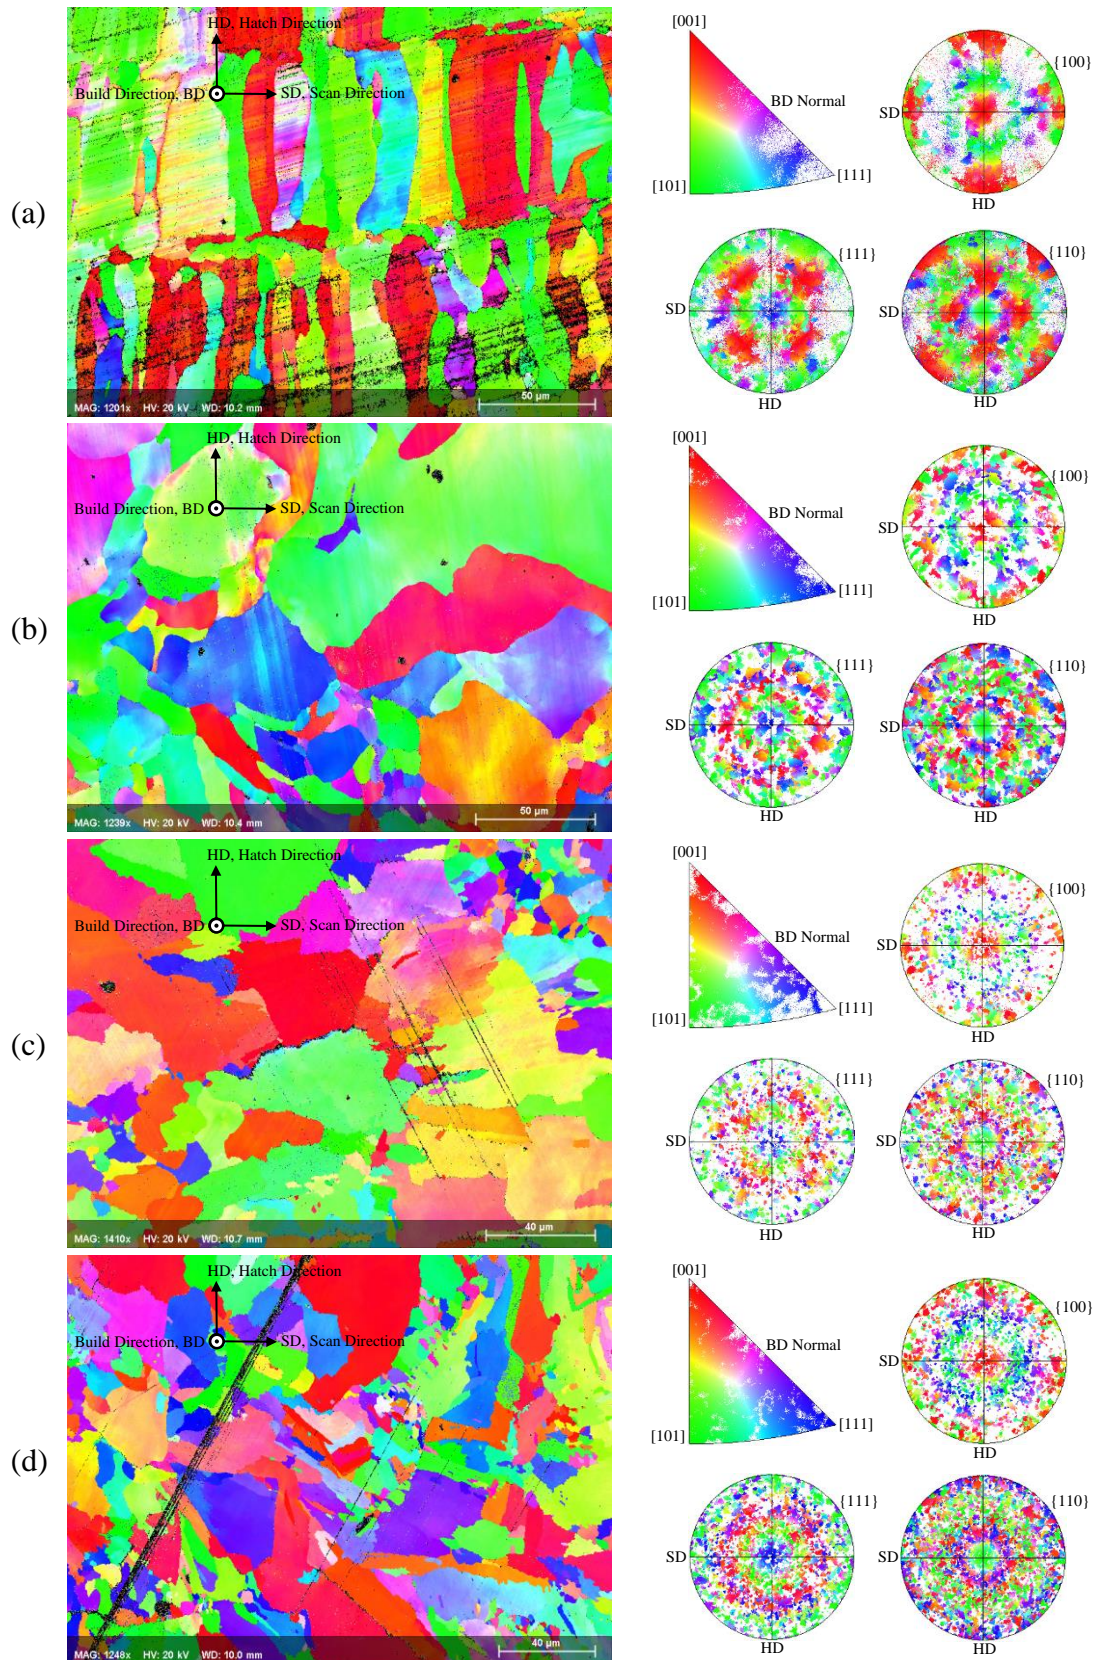 (a)
HD, Hatch Direction
Build Direction, BD
SD, Scan Direction
MAG: 1201x HV: 20 kV WD: 10.2 mm
50 µm
[001]
BD Normal
[101]
[111]
{100}
SD
HD
{111}
SD
HD
{110}
SD
HD
(b)
HD, Hatch Direction
Build Direction, BD
SD, Scan Direction
MAG: 1239x HV: 20 kV WD: 10.4 mm
50 µm
[001]
BD Normal
[101]
[111]
{100}
SD
HD
{111}
SD
HD
{110}
SD
HD
(c)
HD, Hatch Direction
Build Direction, BD
SD, Scan Direction
MAG: 1410x HV: 20 kV WD: 10.7 mm
40 µm
[001]
BD Normal
[101]
[111]
{100}
SD
HD
{111}
SD
HD
{110}
SD
HD
(d)
HD, Hatch Direction
Build Direction, BD
SD, Scan Direction
MAG: 1248x HV: 20 kV WD: 10.0 mm
40 µm
[001]
BD Normal
[101]
[111]
{100}
SD
HD
{111}
SD
HD
{110}
SD
HD